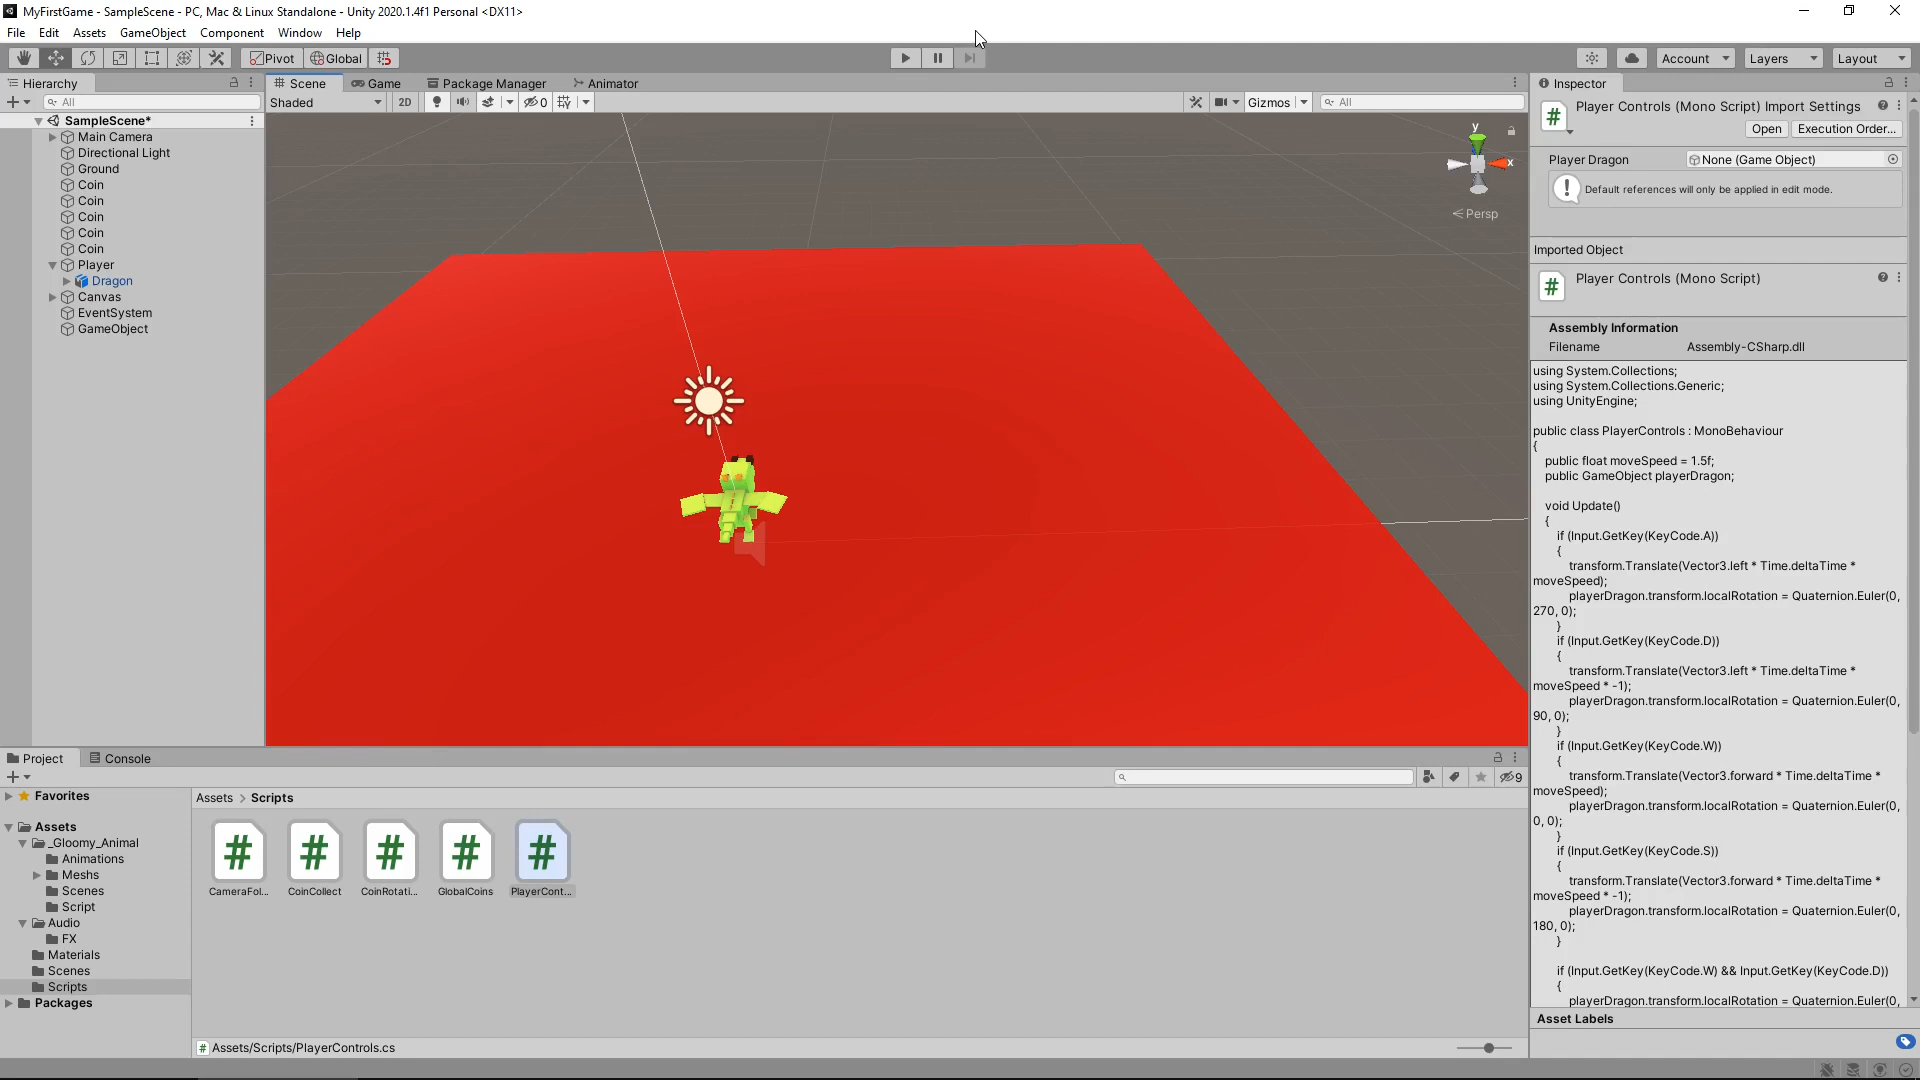 MyFirstGame - SampleScene - PC, Mac & Linux Standalone - Unity 2020.1.4f1 Personal <DX11>
File Edit Assets GameObject Component Window Help
Pivot Global Account Layers Layout
Hierarchy
All
SampleScene*
Main Camera
Directional Light
Ground
Coin
Coin
Coin
Coin
Coin
Player
Dragon
Canvas
EventSystem
GameObject
Scene Game Package Manager Animator
Shaded 2D 0 Gizmos All
y
x
Persp
Inspector
Player Controls (Mono Script) Import Settings
Open Execution Order...
Player Dragon None (Game Object)
Default references will only be applied in edit mode.
Imported Object
Player Controls (Mono Script)
Assembly Information
Filename Assembly-CSharp.dll
using System.Collections;
using System.Collections.Generic;
using UnityEngine;
public class PlayerControls : MonoBehaviour
{
public float moveSpeed = 1.5f;
public GameObject playerDragon;
void Update()
{
if (Input.GetKey(KeyCode.A))
{
transform.Translate(Vector3.left * Time.deltaTime *
moveSpeed);
playerDragon.transform.localRotation = Quaternion.Euler(0,
270, 0);
}
if (Input.GetKey(KeyCode.D))
{
transform.Translate(Vector3.left * Time.deltaTime *
moveSpeed * -1);
playerDragon.transform.localRotation = Quaternion.Euler(0,
90, 0);
}
if (Input.GetKey(KeyCode.W))
{
transform.Translate(Vector3.forward * Time.deltaTime *
moveSpeed);
playerDragon.transform.localRotation = Quaternion.Euler(0,
0, 0);
}
if (Input.GetKey(KeyCode.S))
{
transform.Translate(Vector3.forward * Time.deltaTime *
moveSpeed * -1);
playerDragon.transform.localRotation = Quaternion.Euler(0,
180, 0);
}
if (Input.GetKey(KeyCode.W) && Input.GetKey(KeyCode.D))
{
playerDragon.transform.localRotation = Quaternion.Euler(0,
Asset Labels
Project Console
9
Favorites
Assets
_Gloomy_Animal
Animations
Meshs
Scenes
Script
Audio
FX
Materials
Scenes
Scripts
Packages
Assets > Scripts
CameraFol... CoinCollect CoinRotati... GlobalCoins PlayerCont...
Assets/Scripts/PlayerControls.cs